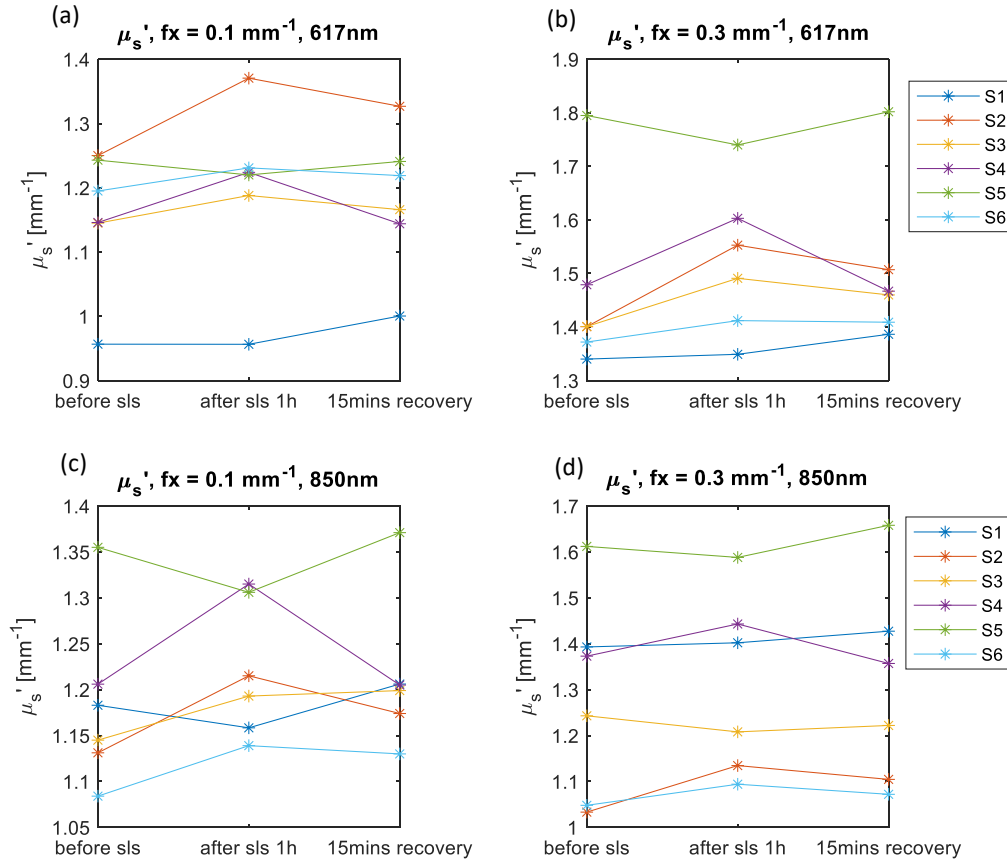 (a)
μs', fx = 0.1 mm-1, 617nm
1.4
1.3
1.2
1.1
1
0.9
μs' [mm-1]
before sls
after sls 1h
15mins recovery
(b)
μs', fx = 0.3 mm-1, 617nm
1.9
1.8
1.7
1.6
1.5
1.4
1.3
μs' [mm-1]
before sls
after sls 1h
15mins recovery
S1
S2
S3
S4
S5
S6
(c)
μs', fx = 0.1 mm-1, 850nm
1.4
1.35
1.3
1.25
1.2
1.15
1.1
1.05
μs' [mm-1]
before sls
after sls 1h
15mins recovery
(d)
μs', fx = 0.3 mm-1, 850nm
1.7
1.6
1.5
1.4
1.3
1.2
1.1
1
μs' [mm-1]
before sls
after sls 1h
15mins recovery
S1
S2
S3
S4
S5
S6